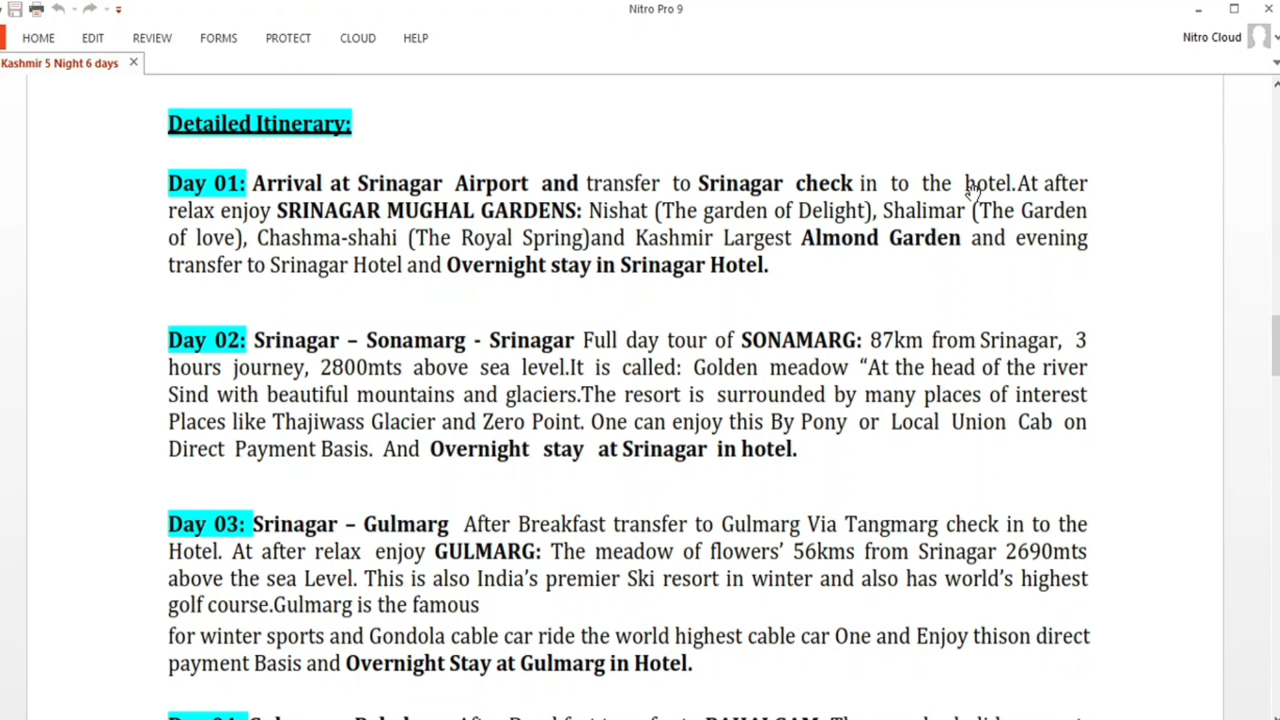 Nitro Pro 9
HOME EDIT REVIEW FORMS PROTECT CLOUD HELP
Nitro Cloud
Kashmir 5 Night 6 days
Detailed Itinerary:
Day 01: Arrival at Srinagar Airport and transfer to Srinagar check in to the hotel.At after
relax enjoy SRINAGAR MUGHAL GARDENS: Nishat (The garden of Delight), Shalimar (The Garden
of love), Chashma-shahi (The Royal Spring)and Kashmir Largest Almond Garden and evening
transfer to Srinagar Hotel and Overnight stay in Srinagar Hotel.
Day 02: Srinagar – Sonamarg - Srinagar Full day tour of SONAMARG: 87km from Srinagar, 3
hours journey, 2800mts above sea level.It is called: Golden meadow “At the head of the river
Sind with beautiful mountains and glaciers.The resort is surrounded by many places of interest
Places like Thajiwass Glacier and Zero Point. One can enjoy this By Pony or Local Union Cab on
Direct Payment Basis. And Overnight stay at Srinagar in hotel.
Day 03: Srinagar – Gulmarg After Breakfast transfer to Gulmarg Via Tangmarg check in to the
Hotel. At after relax enjoy GULMARG: The meadow of flowers’ 56kms from Srinagar 2690mts
above the sea Level. This is also India’s premier Ski resort in winter and also has world’s highest
golf course.Gulmarg is the famous
for winter sports and Gondola cable car ride the world highest cable car One and Enjoy thison direct
payment Basis and Overnight Stay at Gulmarg in Hotel.